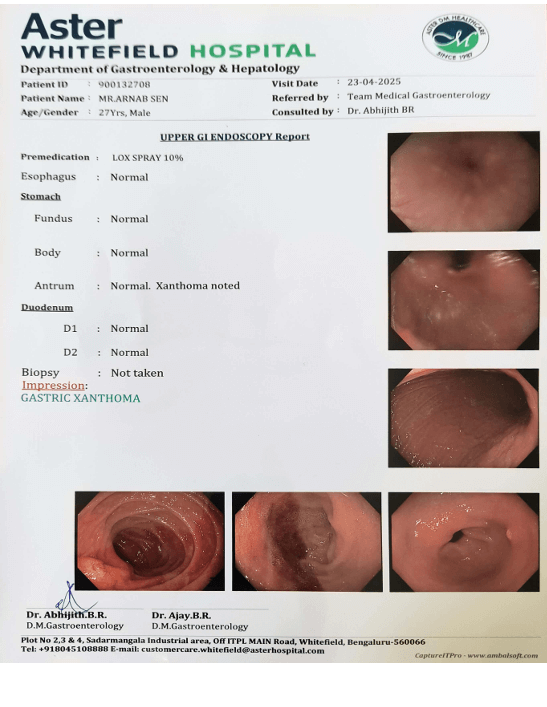 Aster
WHITEFIELD HOSPITAL
ASTER DM HEALTHCARE
SINCE 1987
Department of Gastroenterology & Hepatology
Patient ID : 900132708
Visit Date : 23-04-2025
Patient Name : MR.ARNAB SEN
Referred by : Team Medical Gastroenterology
Age/Gender : 27Yrs, Male
Consulted by : Dr. Abhijith BR
UPPER GI ENDOSCOPY Report
Premedication : LOX SPRAY 10%
Esophagus : Normal
Stomach
Fundus : Normal
Body : Normal
Antrum : Normal. Xanthoma noted
Duodenum
D1 : Normal
D2 : Normal
Biopsy : Not taken
Impression:
GASTRIC XANTHOMA
Dr. Abhijith.B.R. Dr. Ajay.B.R.
D.M.Gastroenterology D.M.Gastroenterology
Plot No 2,3 & 4, Sadarmangala Industrial area, Off ITPL MAIN Road, Whitefield, Bengaluru-560066
Tel: +918045108888 E-mail: customercare.whitefield@asterhospital.com
CaptureITPro - www.ambalsoft.com